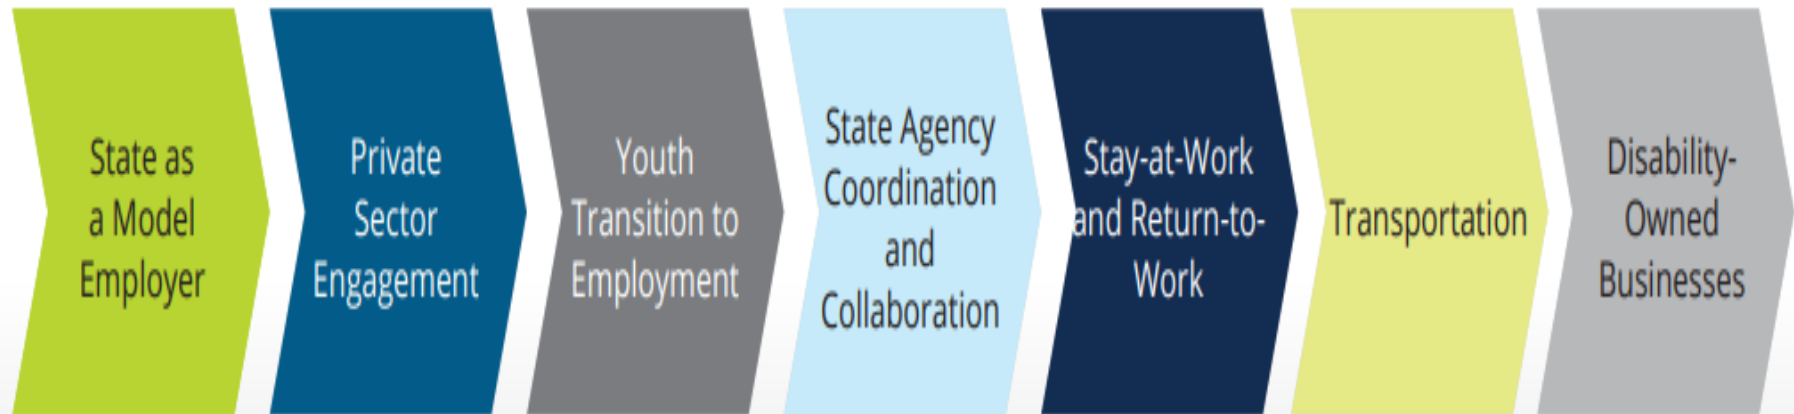 State as
a Model
Employer
Private
Sector
Engagement
Youth
Transition to
Employment
State Agency
Coordination
and
Collaboration
Stay-at-Work
and Return-to-
Work
Transportation
Disability-
Owned
Businesses